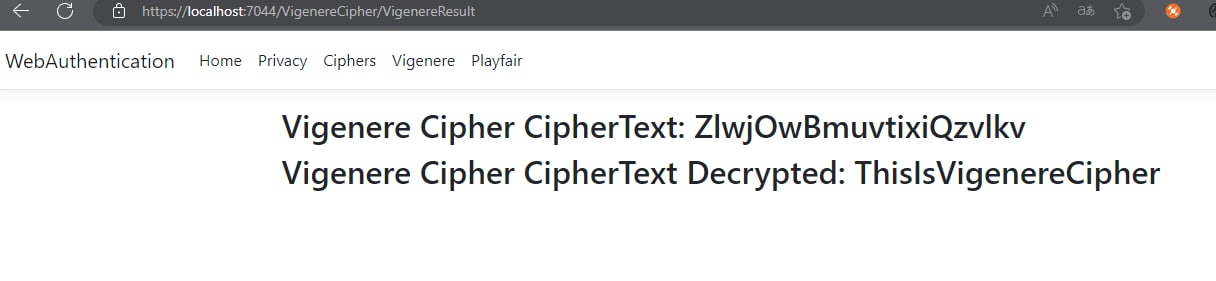 https://localhost:7044/VigenereCipher/VigenereResult
WebAuthentication Home Privacy Ciphers Vigenere Playfair
Vigenere Cipher CipherText: ZlwjOwBmuvtixiQzvlkv
Vigenere Cipher CipherText Decrypted: ThisIsVigenereCipher